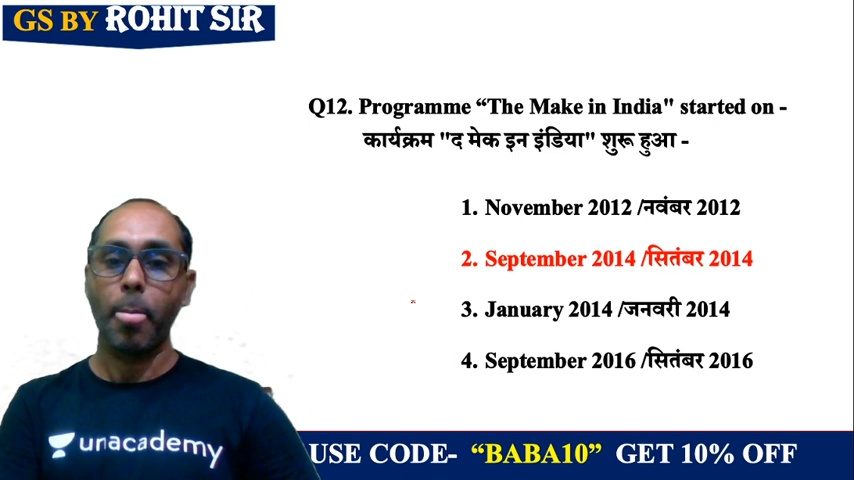 GS BY ROHIT SIR
Q12. Programme “The Make in India" started on -
कार्यक्रम "द मेक इन इंडिया" शुरू हुआ -
1. November 2012 /नवंबर 2012
2. September 2014 /सितंबर 2014
3. January 2014 /जनवरी 2014
4. September 2016 /सितंबर 2016
unacademy
USE CODE- “BABA10” GET 10% OFF